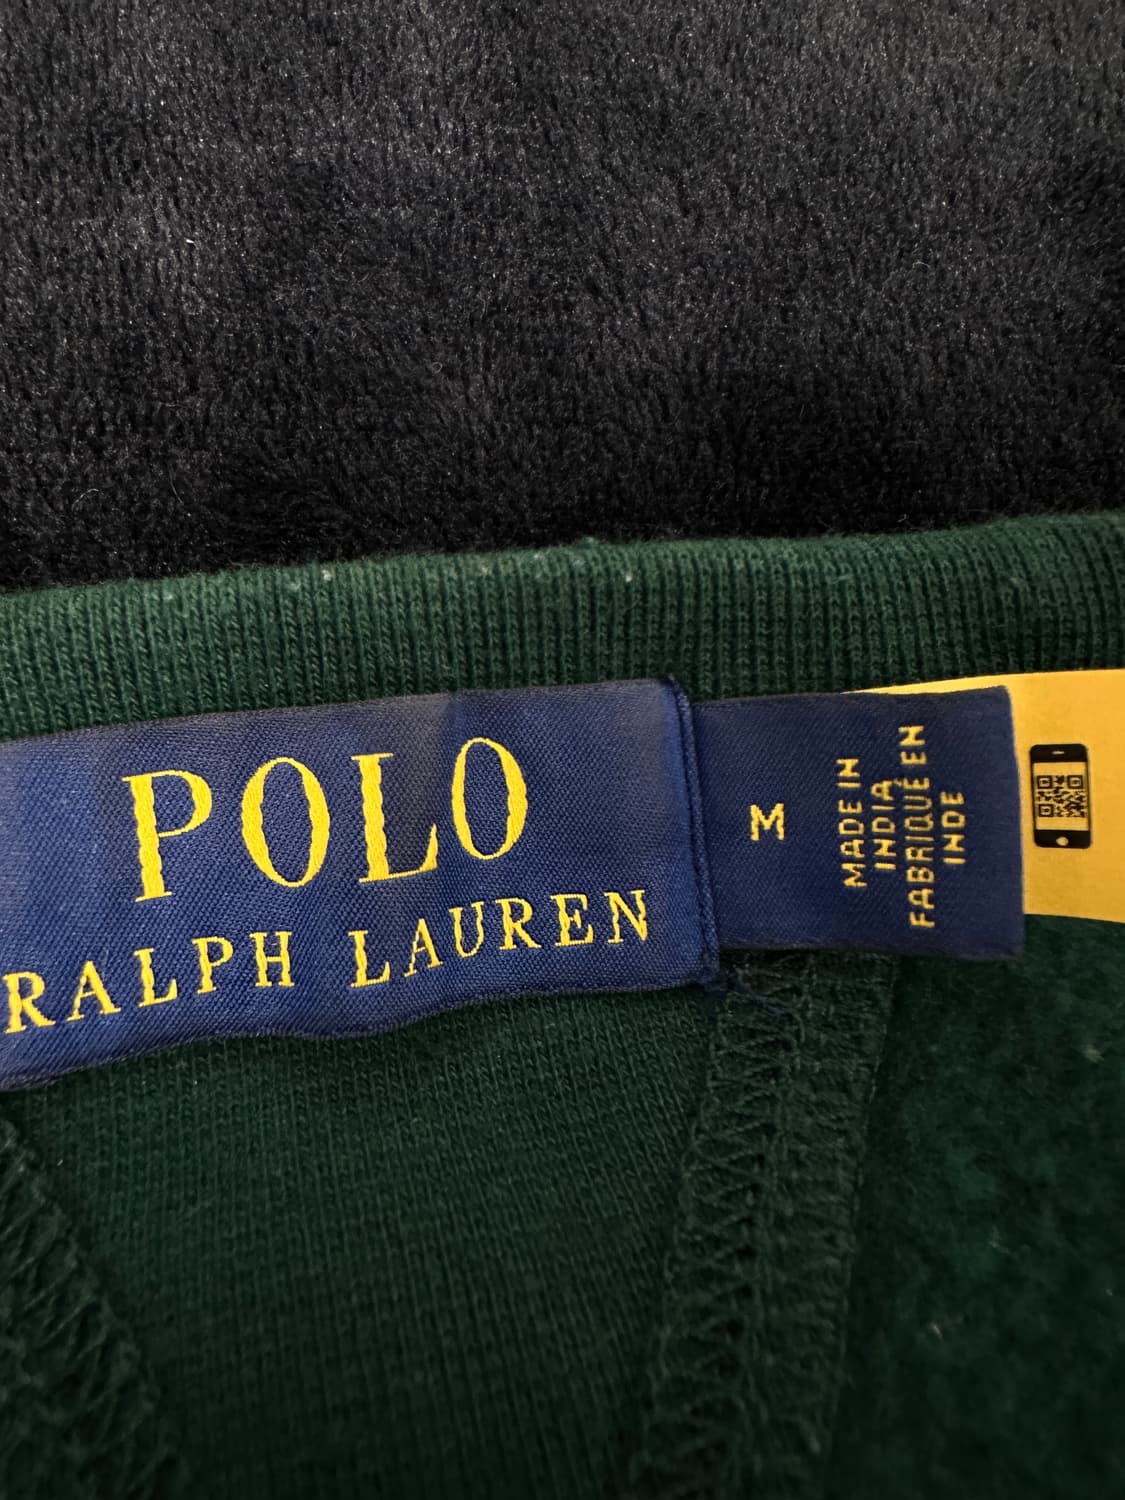 POLO
RALPH LAUREN
M
MADE IN
INDIA
FABRIQUÉ EN
INDE